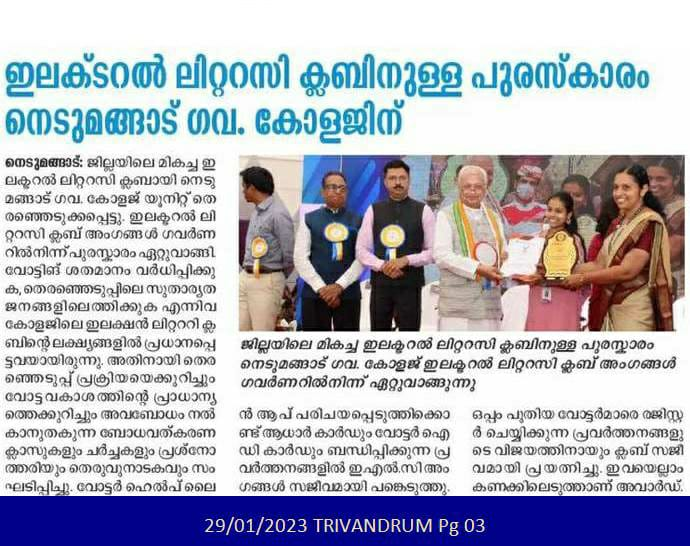 ഇലക്ടറൽ ലിറ്ററസി ക്ലബിനുള്ള പുരസ്കാരം
നെടുമങ്ങാട് ഗവ. കോളജിന്
നെടുമങ്ങാട്: ജില്ലയിലെ മികച്ച ഇ
ലക്ടറൽ ലിറ്ററസി ക്ലബായി നെടു
മങ്ങാട് ഗവ. കോളജ് യൂനിറ്റ് തെ
രഞ്ഞെടുക്കപ്പെട്ടു. ഇലക്ടറൽ ലി
റ്ററസി ക്ലബ് അംഗങ്ങൾ ഗവർണ
റിൽനിന്ന് പുരസ്കാരം ഏറ്റുവാങ്ങി.
വോട്ടിങ് ശതമാനം വർധിപ്പിക്കു
ക, തെരഞ്ഞെടുപ്പിലെ സുതാര്യത
ജനങ്ങളിലെത്തിക്കുക എന്നിവ
കോളജിലെ ഇലക്ഷൻ ലിറ്റററി ക്ല
ബിന്റെ ലക്ഷ്യങ്ങളിൽ പ്രധാനപ്പെ
ട്ടവയായിരുന്നു. അതിനായി തെര
ഞ്ഞെടുപ്പ് പ്രക്രിയയെക്കുറിച്ചും
വോട്ടവകാശത്തിന്റെ പ്രാധാന്യ
ത്തെക്കുറിച്ചും അവബോധം നൽ
കാനുതകുന്ന ബോധവത്കരണ
ക്ലാസുകളും ചർച്ചകളും പ്രശ്നോ
ത്തരിയും തെരുവുനാടകവും സം
ഘടിപ്പിച്ചു. വോട്ടർ ഹെൽപ് ലൈ
ജില്ലയിലെ മികച്ച ഇലക്ടറൽ ലിറ്ററസി ക്ലബിനുള്ള പുരസ്കാരം
നെടുമങ്ങാട് ഗവ. കോളജ് ഇലക്ടറൽ ലിറ്ററസി ക്ലബ് അംഗങ്ങൾ
ഗവർണറിൽനിന്ന് ഏറ്റുവാങ്ങുന്നു
ൻ ആപ് പരിചയപ്പെടുത്തിക്കൊ
ണ്ട് ആധാർ കാർഡും വോട്ടർ ഐ
ഡി കാർഡും ബന്ധിപ്പിക്കുന്ന പ്ര
വർത്തനങ്ങളിൽ ഇ.എൽ.സി അം
ഗങ്ങൾ സജീവമായി പങ്കെടുത്തു.
ഒപ്പം പുതിയ വോട്ടർമാരെ രജിസ്റ്റ
ർ ചെയ്യിക്കുന്ന പ്രവർത്തനങ്ങളു
ടെ വിജയത്തിനായും ക്ലബ് സജീ
വമായി പ്രയത്നിച്ചു. ഇവയെല്ലാം
കണക്കിലെടുത്താണ് അവാർഡ്.
29/01/2023 TRIVANDRUM Pg 03